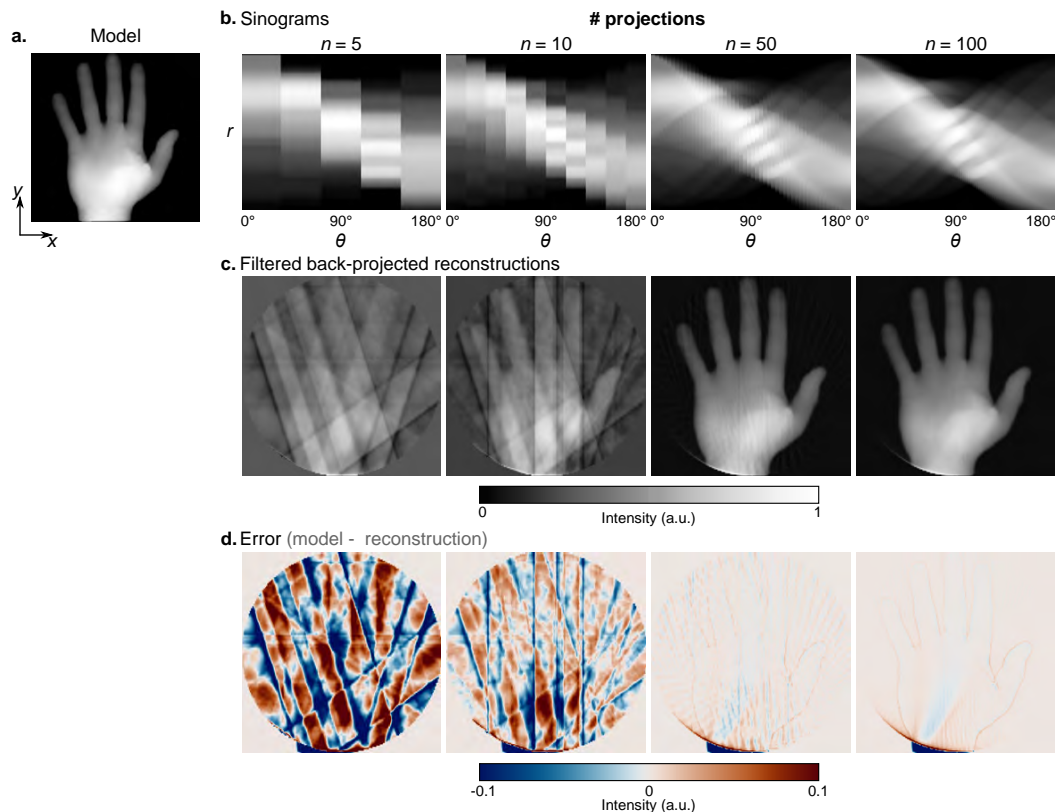 a.
Model
y
x
b. Sinograms
# projections
n = 5
n = 10
n = 50
n = 100
r
0° 90° 180°
θ
0° 90° 180°
θ
0° 90° 180°
θ
0° 90° 180°
θ
c. Filtered back-projected reconstructions
0 1
Intensity (a.u.)
d. Error (model - reconstruction)
-0.1 0 0.1
Intensity (a.u.)